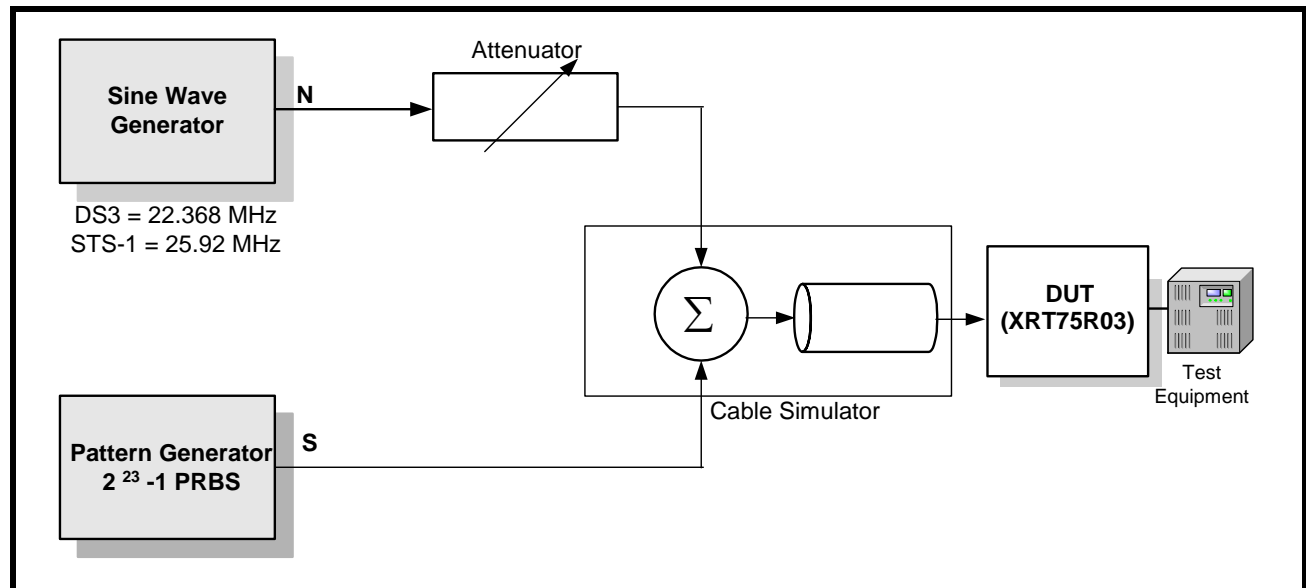 Attenuator
Sine Wave
Generator
N
DS3 = 22.368 MHz
STS-1 = 25.92 MHz
Σ
DUT
(XRT75R03)
Test
Equipment
Cable Simulator
Pattern Generator
2 ²³ -1 PRBS
S